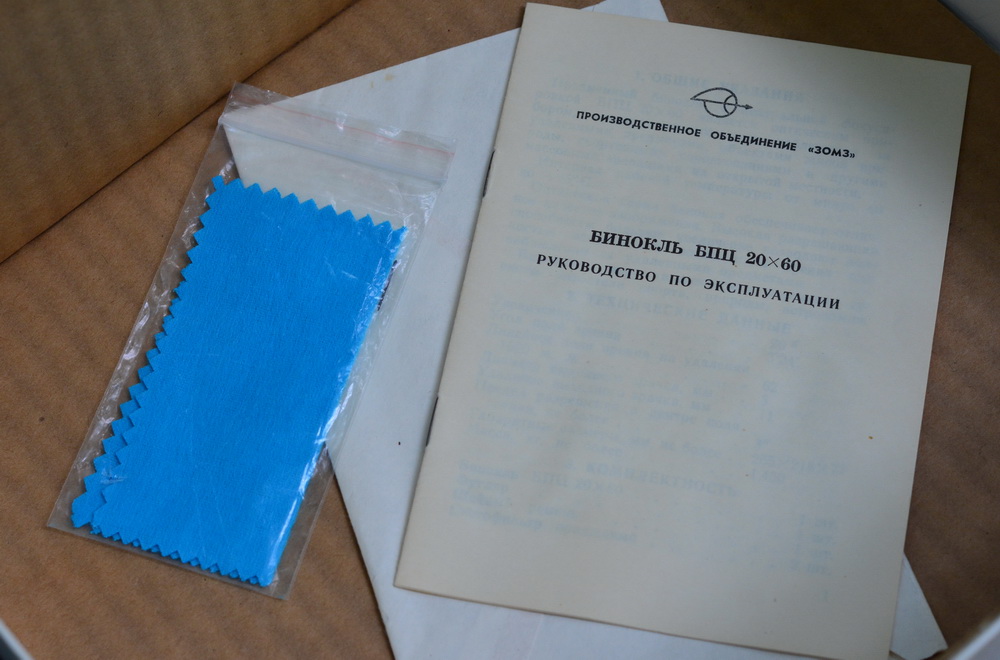 ПРОИЗВОДСТВЕННОЕ ОБЪЕДИНЕНИЕ «ЗОМЗ»
БИНОКЛЬ БПЦ 20×60
РУКОВОДСТВО ПО ЭКСПЛУАТАЦИИ